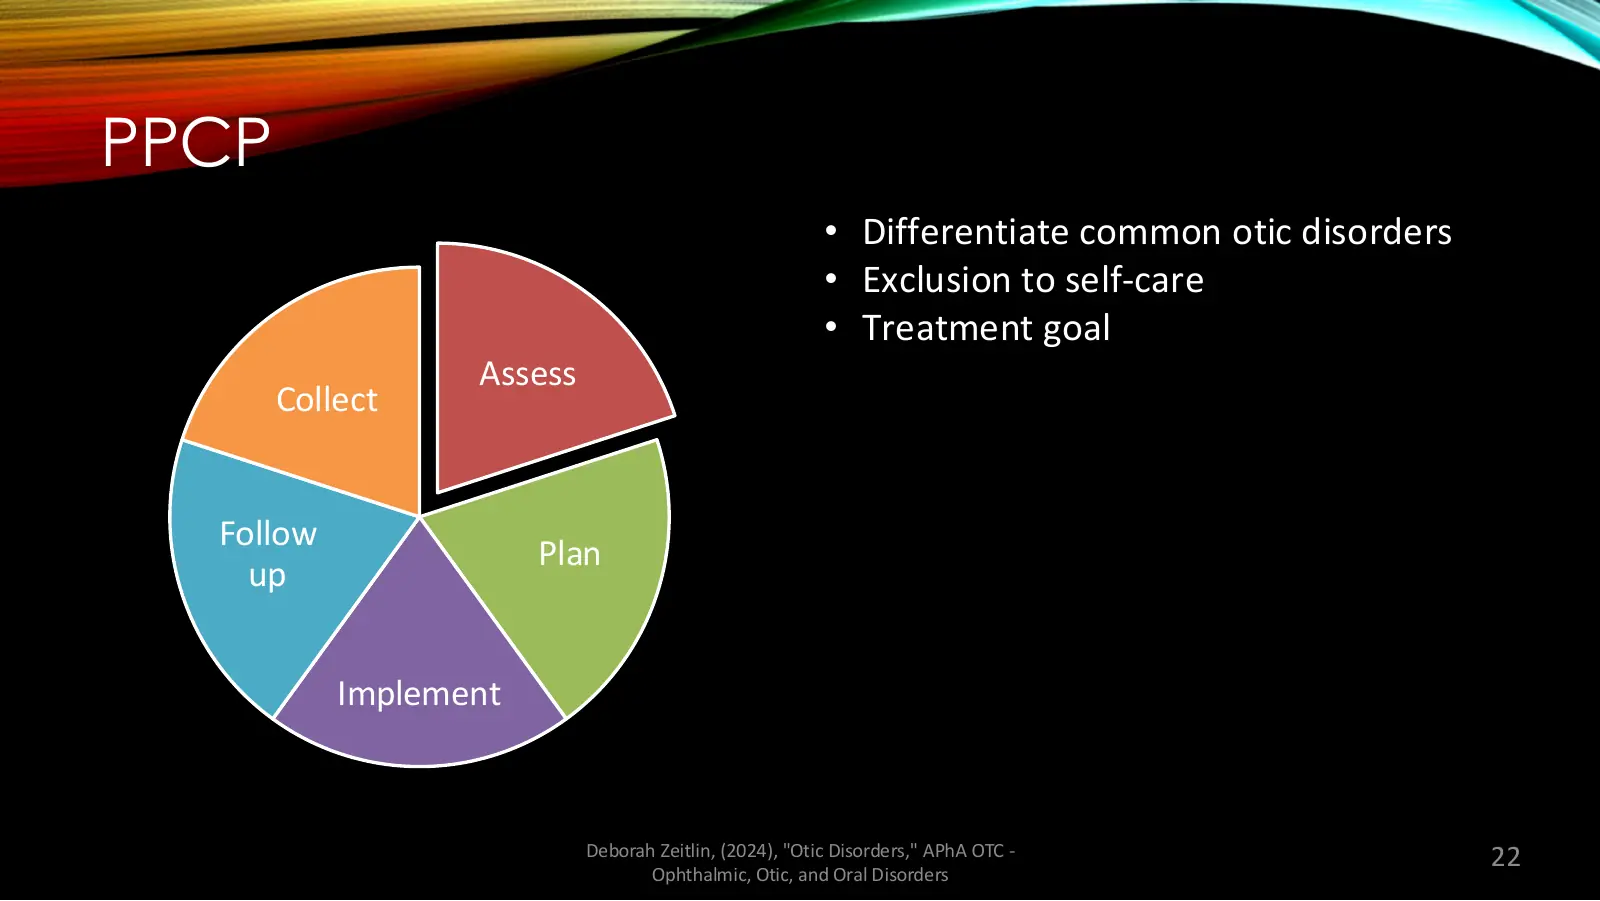 PPCP
• Differentiate common otic disorders
• Exclusion to self-care
• Treatment goal
Assess
Collect
Follow
up
Plan
Implement
Deborah Zeitlin, (2024), "Otic Disorders," APhA OTC -
Ophthalmic, Otic, and Oral Disorders
22